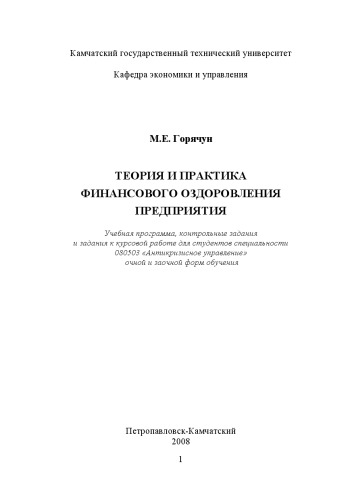 Камчатский государственный технический университет
Кафедра экономики и управления
М.Е. Горячун
ТЕОРИЯ И ПРАКТИКА
ФИНАНСОВОГО ОЗДОРОВЛЕНИЯ
ПРЕДПРИЯТИЯ
Учебная программа, контрольные задания
и задания к курсовой работе для студентов специальности
080503 «Антикризисное управление»
очной и заочной форм обучения
Петропавловск-Камчатский
2008
1